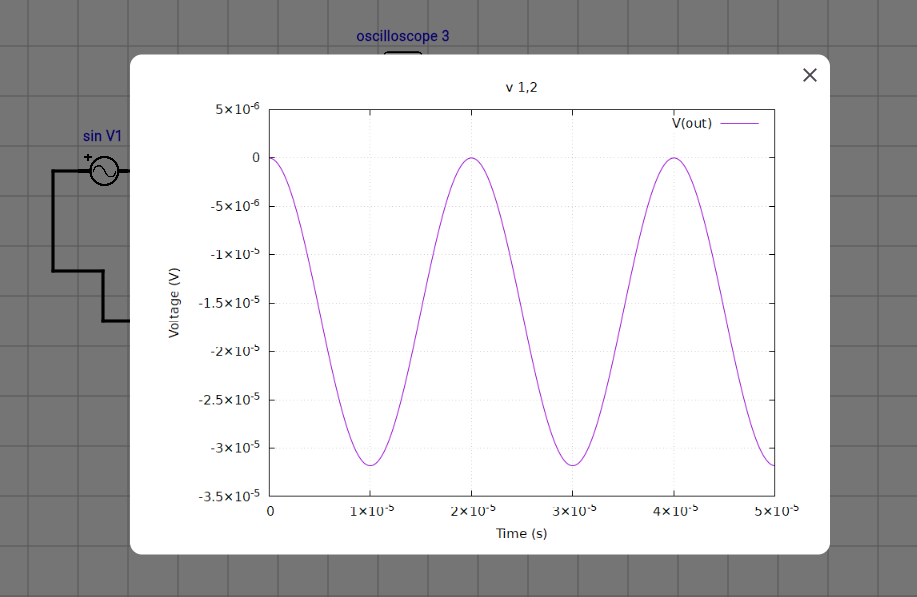 oscilloscope 3
sin V1
+
v 1,2
V(out)
5×10⁻⁶
0
-5×10⁻⁶
-1×10⁻⁵
-1.5×10⁻⁵
-2×10⁻⁵
-2.5×10⁻⁵
-3×10⁻⁵
-3.5×10⁻⁵
Voltage (V)
0 1×10⁻⁵ 2×10⁻⁵ 3×10⁻⁵ 4×10⁻⁵ 5×10⁻⁵
Time (s)